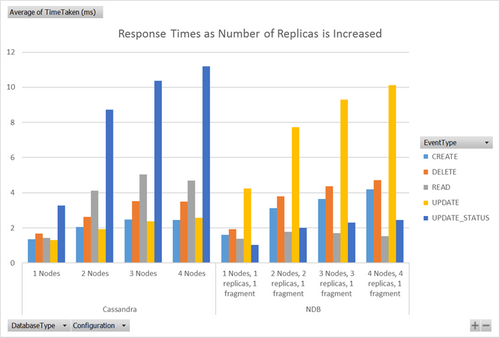 Average of TimeTaken (ms)
Response Times as Number of Replicas is Increased
12
10
8
6
4
2
0
1 Nodes
2 Nodes
3 Nodes
4 Nodes
1 Nodes, 1
replicas, 1
fragment
2 Nodes, 2
replicas, 1
fragment
3 Nodes, 3
replicas, 1
fragment
4 Nodes, 4
replicas, 1
fragment
Cassandra
NDB
EventType
CREATE
DELETE
READ
UPDATE
UPDATE_STATUS
DatabaseType
Configuration